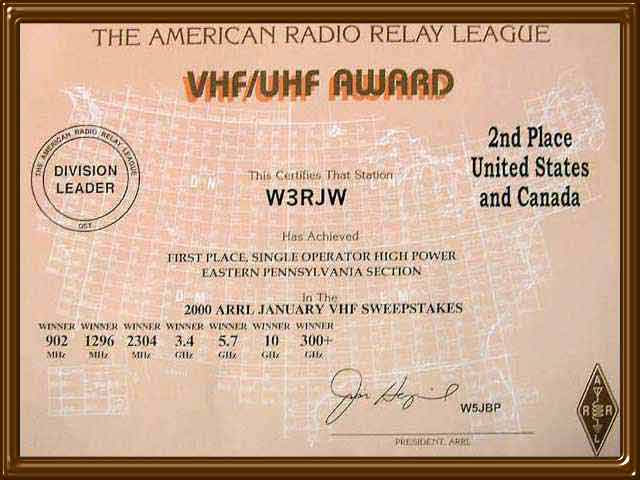 THE AMERICAN RADIO RELAY LEAGUE
VHF/UHF AWARD
THE AMERICAN RADIO RELAY LEAGUE
DIVISION
LEADER
QST
2nd Place
United States
and Canada
This Certifies That Station
W3RJW
Has Achieved
FIRST PLACE, SINGLE OPERATOR HIGH POWER
EASTERN PENNSYLVANIA SECTION
In The
2000 ARRL JANUARY VHF SWEEPSTAKES
WINNER WINNER WINNER WINNER WINNER WINNER WINNER
902 1296 2304 3.4 5.7 10 300+
MHz MHz MHz GHz GHz GHz GHz
W5JBP
PRESIDENT, ARRL
A
R R
L